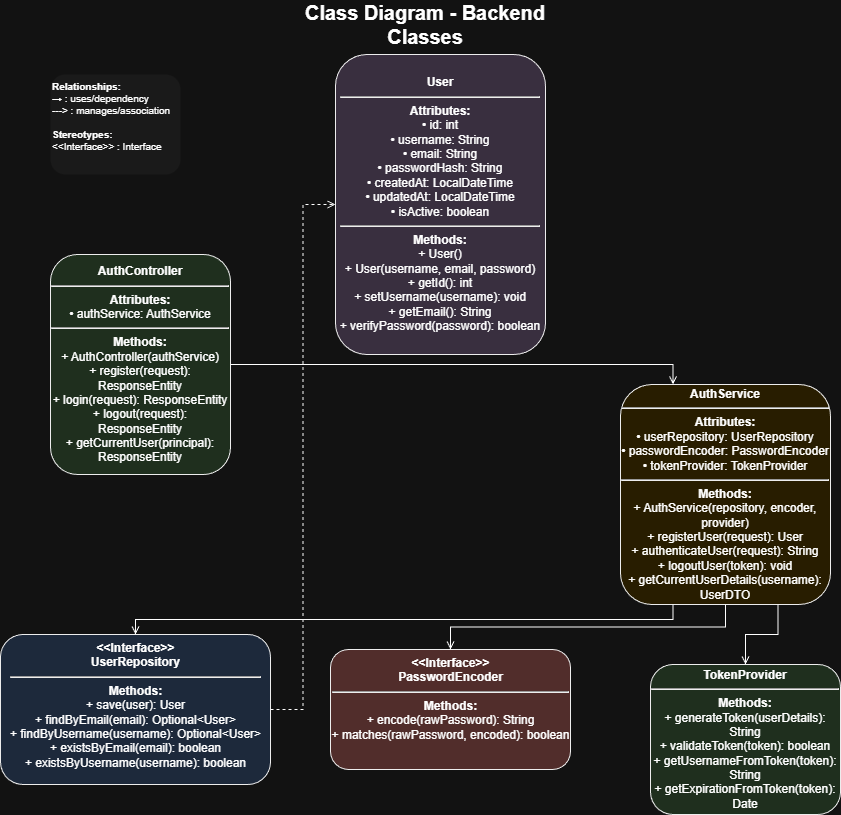 Class Diagram - Backend
Classes
Relationships:
→ : uses/dependency
---> : manages/association
Stereotypes:
<<Interface>> : Interface
User
Attributes:
• id: int
• username: String
• email: String
• passwordHash: String
• createdAt: LocalDateTime
• updatedAt: LocalDateTime
• isActive: boolean
Methods:
+ User()
+ User(username, email, password)
+ getId(): int
+ setUsername(username): void
+ getEmail(): String
+ verifyPassword(password): boolean
AuthController
Attributes:
• authService: AuthService
Methods:
+ AuthController(authService)
+ register(request):
ResponseEntity
+ login(request): ResponseEntity
+ logout(request):
ResponseEntity
+ getCurrentUser(principal):
ResponseEntity
AuthService
Attributes:
• userRepository: UserRepository
• passwordEncoder: PasswordEncoder
• tokenProvider: TokenProvider
Methods:
+ AuthService(repository, encoder,
provider)
+ registerUser(request): User
+ authenticateUser(request): String
+ logoutUser(token): void
+ getCurrentUserDetails(username):
UserDTO
<<Interface>>
UserRepository
Methods:
+ save(user): User
+ findByEmail(email): Optional<User>
+ findByUsername(username): Optional<User>
+ existsByEmail(email): boolean
+ existsByUsername(username): boolean
<<Interface>>
PasswordEncoder
Methods:
+ encode(rawPassword): String
+ matches(rawPassword, encoded): boolean
TokenProvider
Methods:
+ generateToken(userDetails):
String
+ validateToken(token): boolean
+ getUsernameFromToken(token):
String
+ getExpirationFromToken(token):
Date